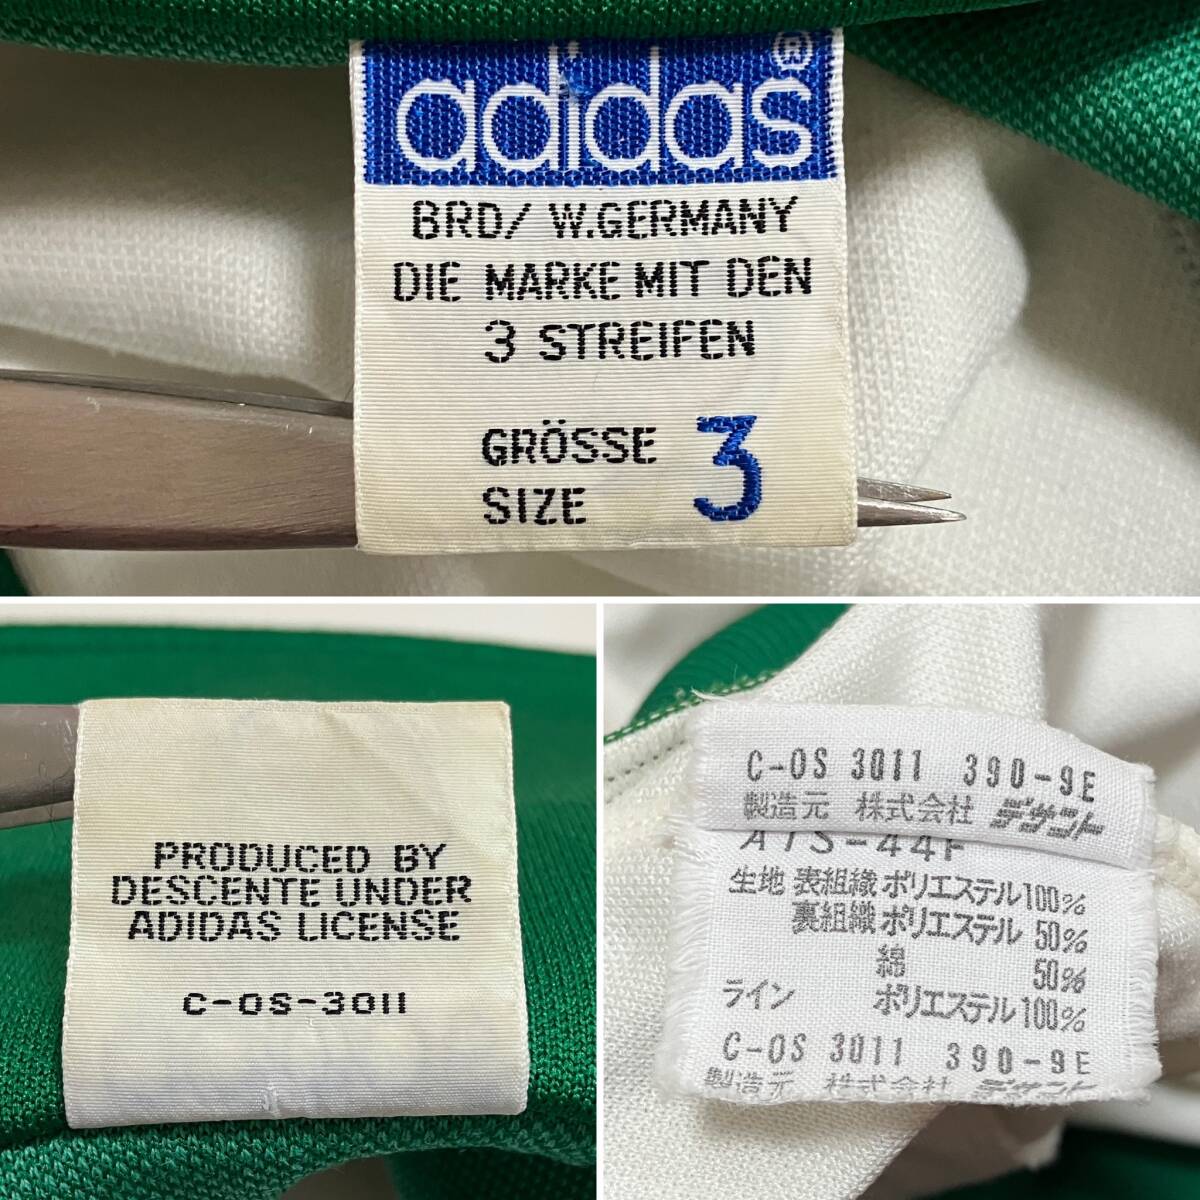 adidas®
BRD/ W.GERMANY
DIE MARKE MIT DEN
3 STREIFEN
GRÖSSE 3
SIZE
PRODUCED BY
DESCENTE UNDER
ADIDAS LICENSE
C-OS-3011
C-OS 3011 390-9E
製造元 株式会社 デサント
ATS-44F
生地 表組織 ポリエステル100%
裏組織 ポリエステル 50%
綿 50%
ライン ポリエステル 100%
C-OS 3011 390-9E
製造元 株式会社 デサント